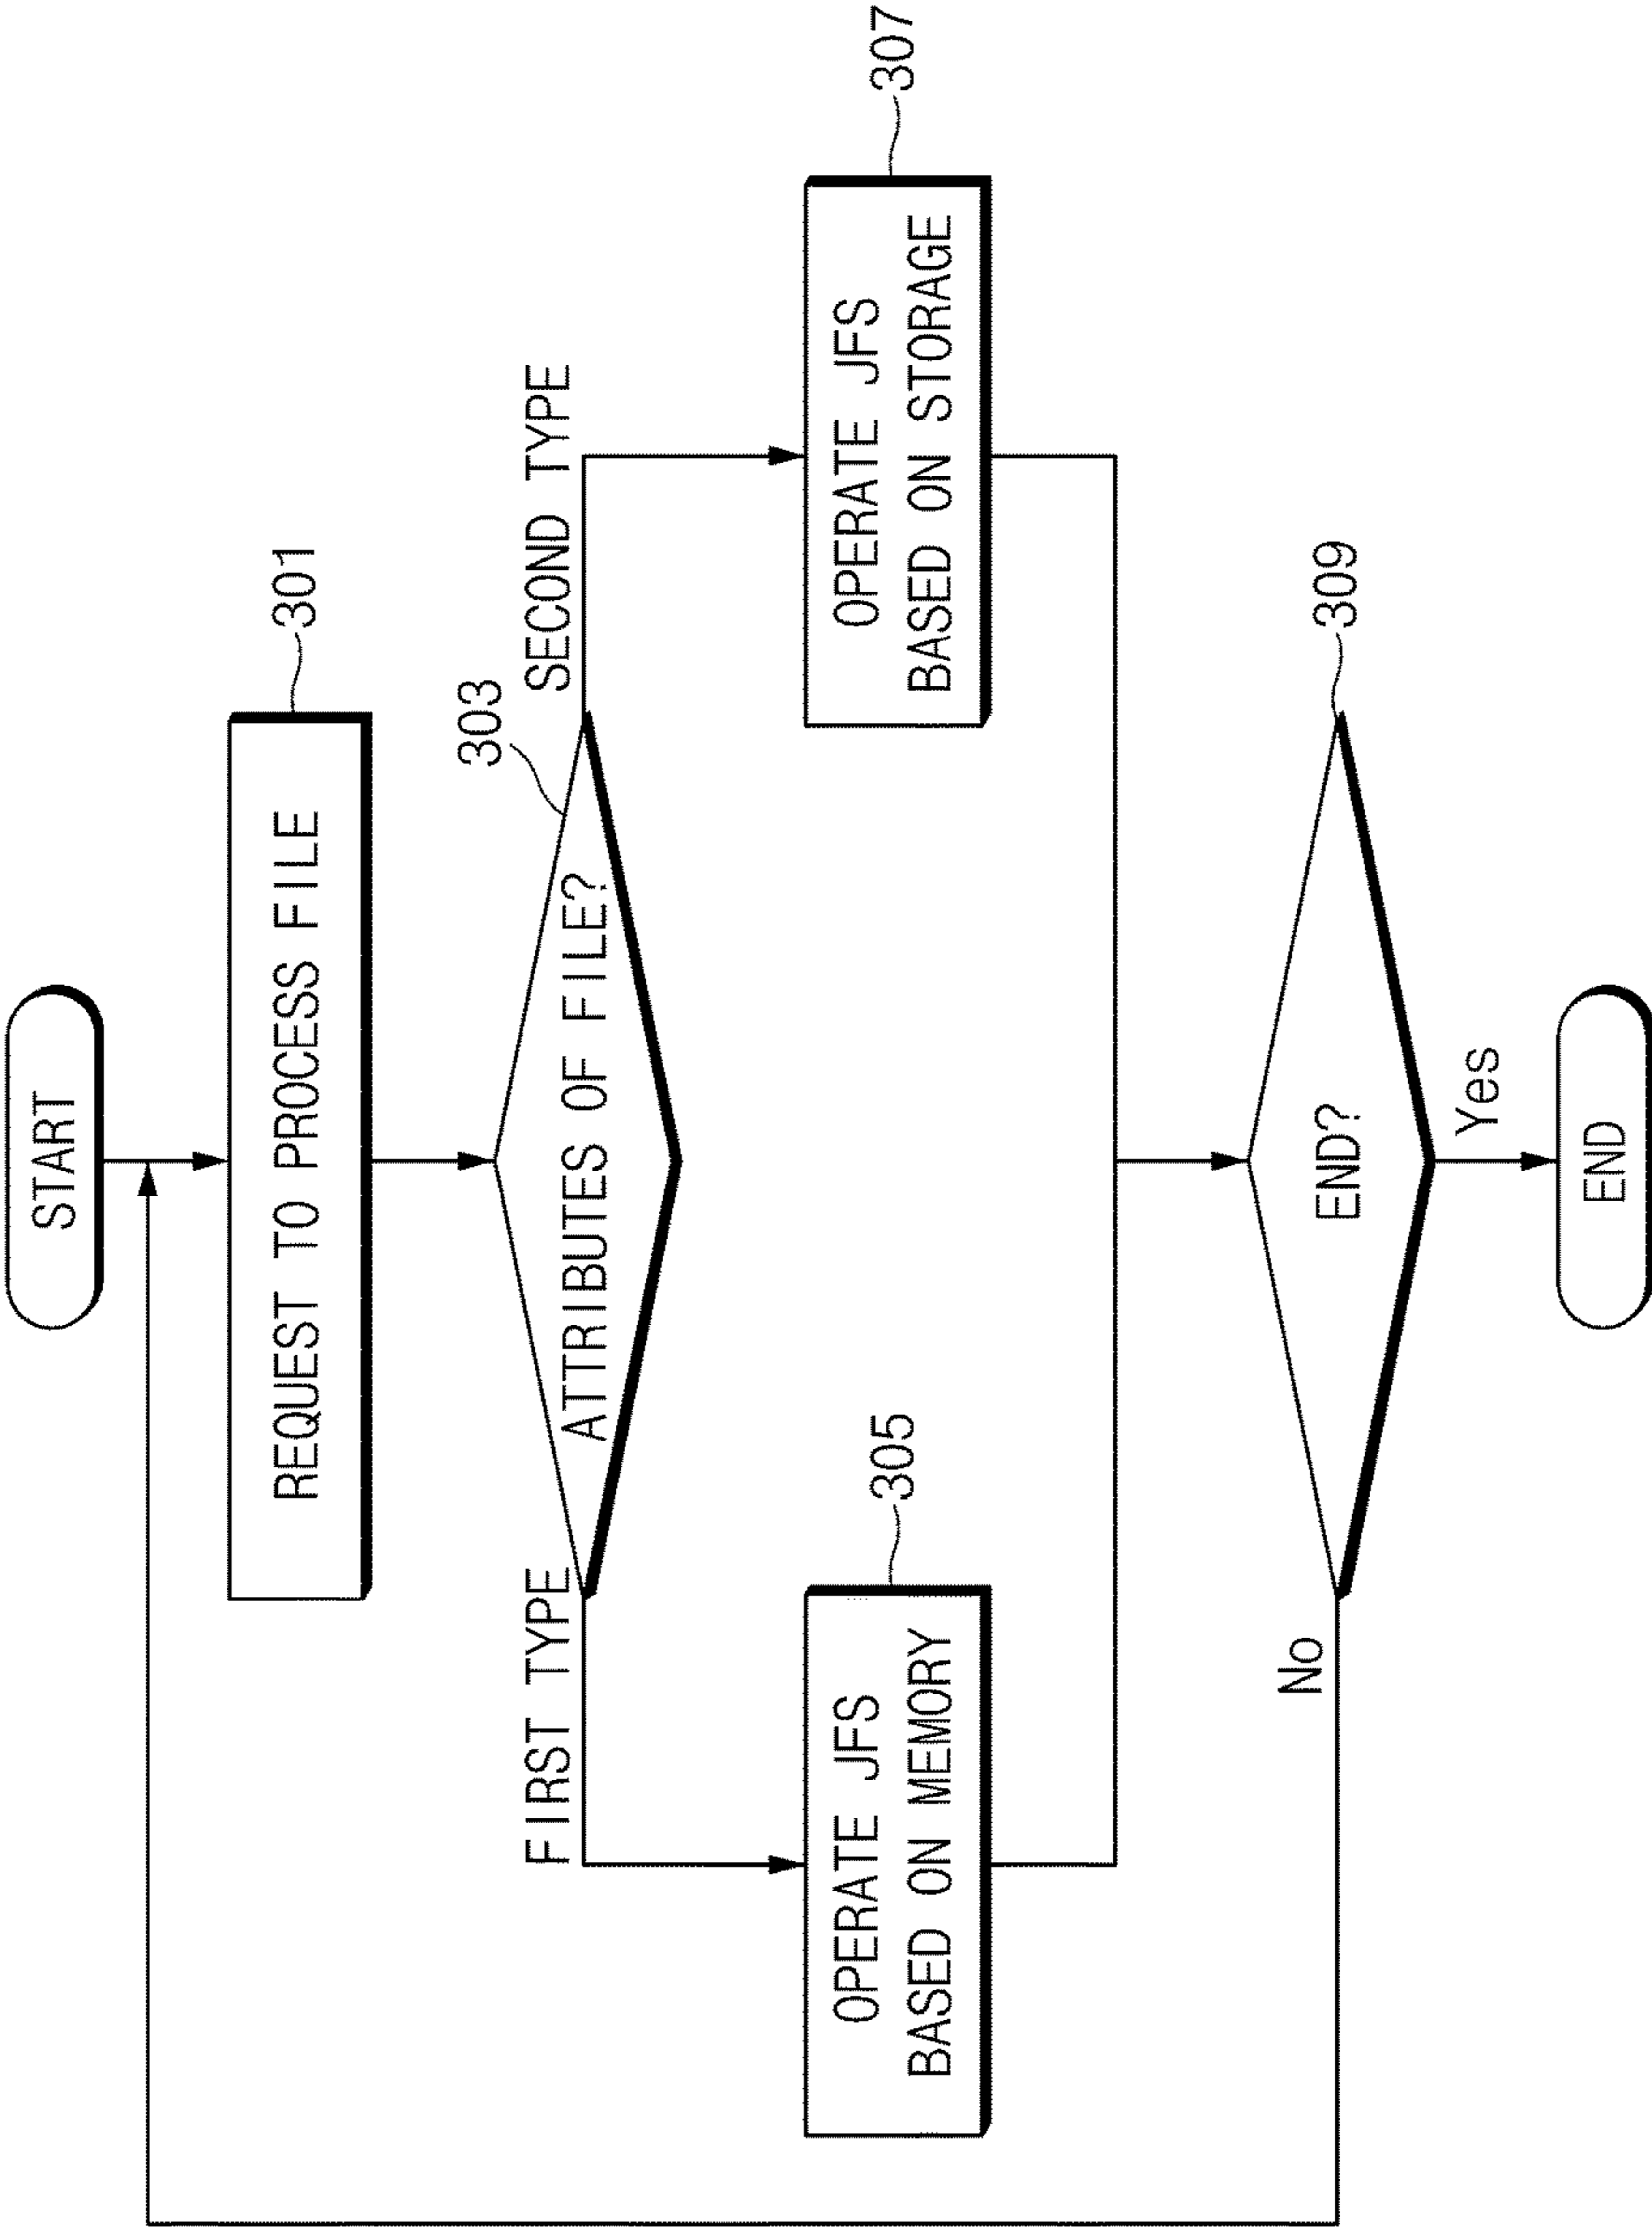 START
REQUEST TO PROCESS FILE
301
303
ATTRIBUTES OF FILE?
FIRST TYPE
SECOND TYPE
OPERATE JFS
BASED ON MEMORY
305
OPERATE JFS
BASED ON STORAGE
307
END?
309
No
Yes
END